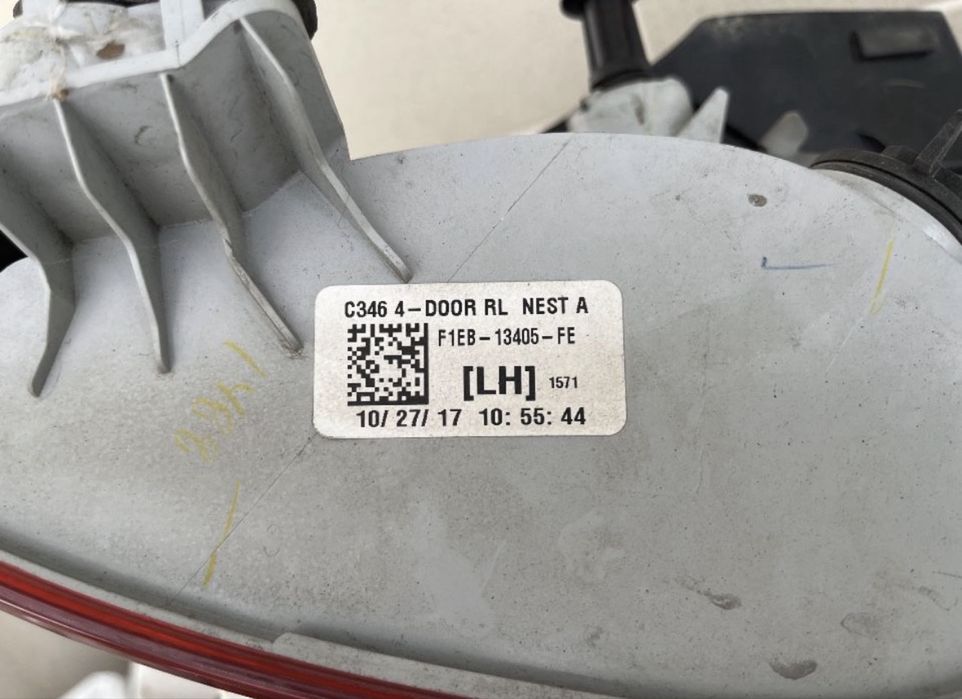 C346 4-DOOR RL NEST A
F1EB-13405-FE
[LH] 1571
10/ 27/ 17 10: 55: 44